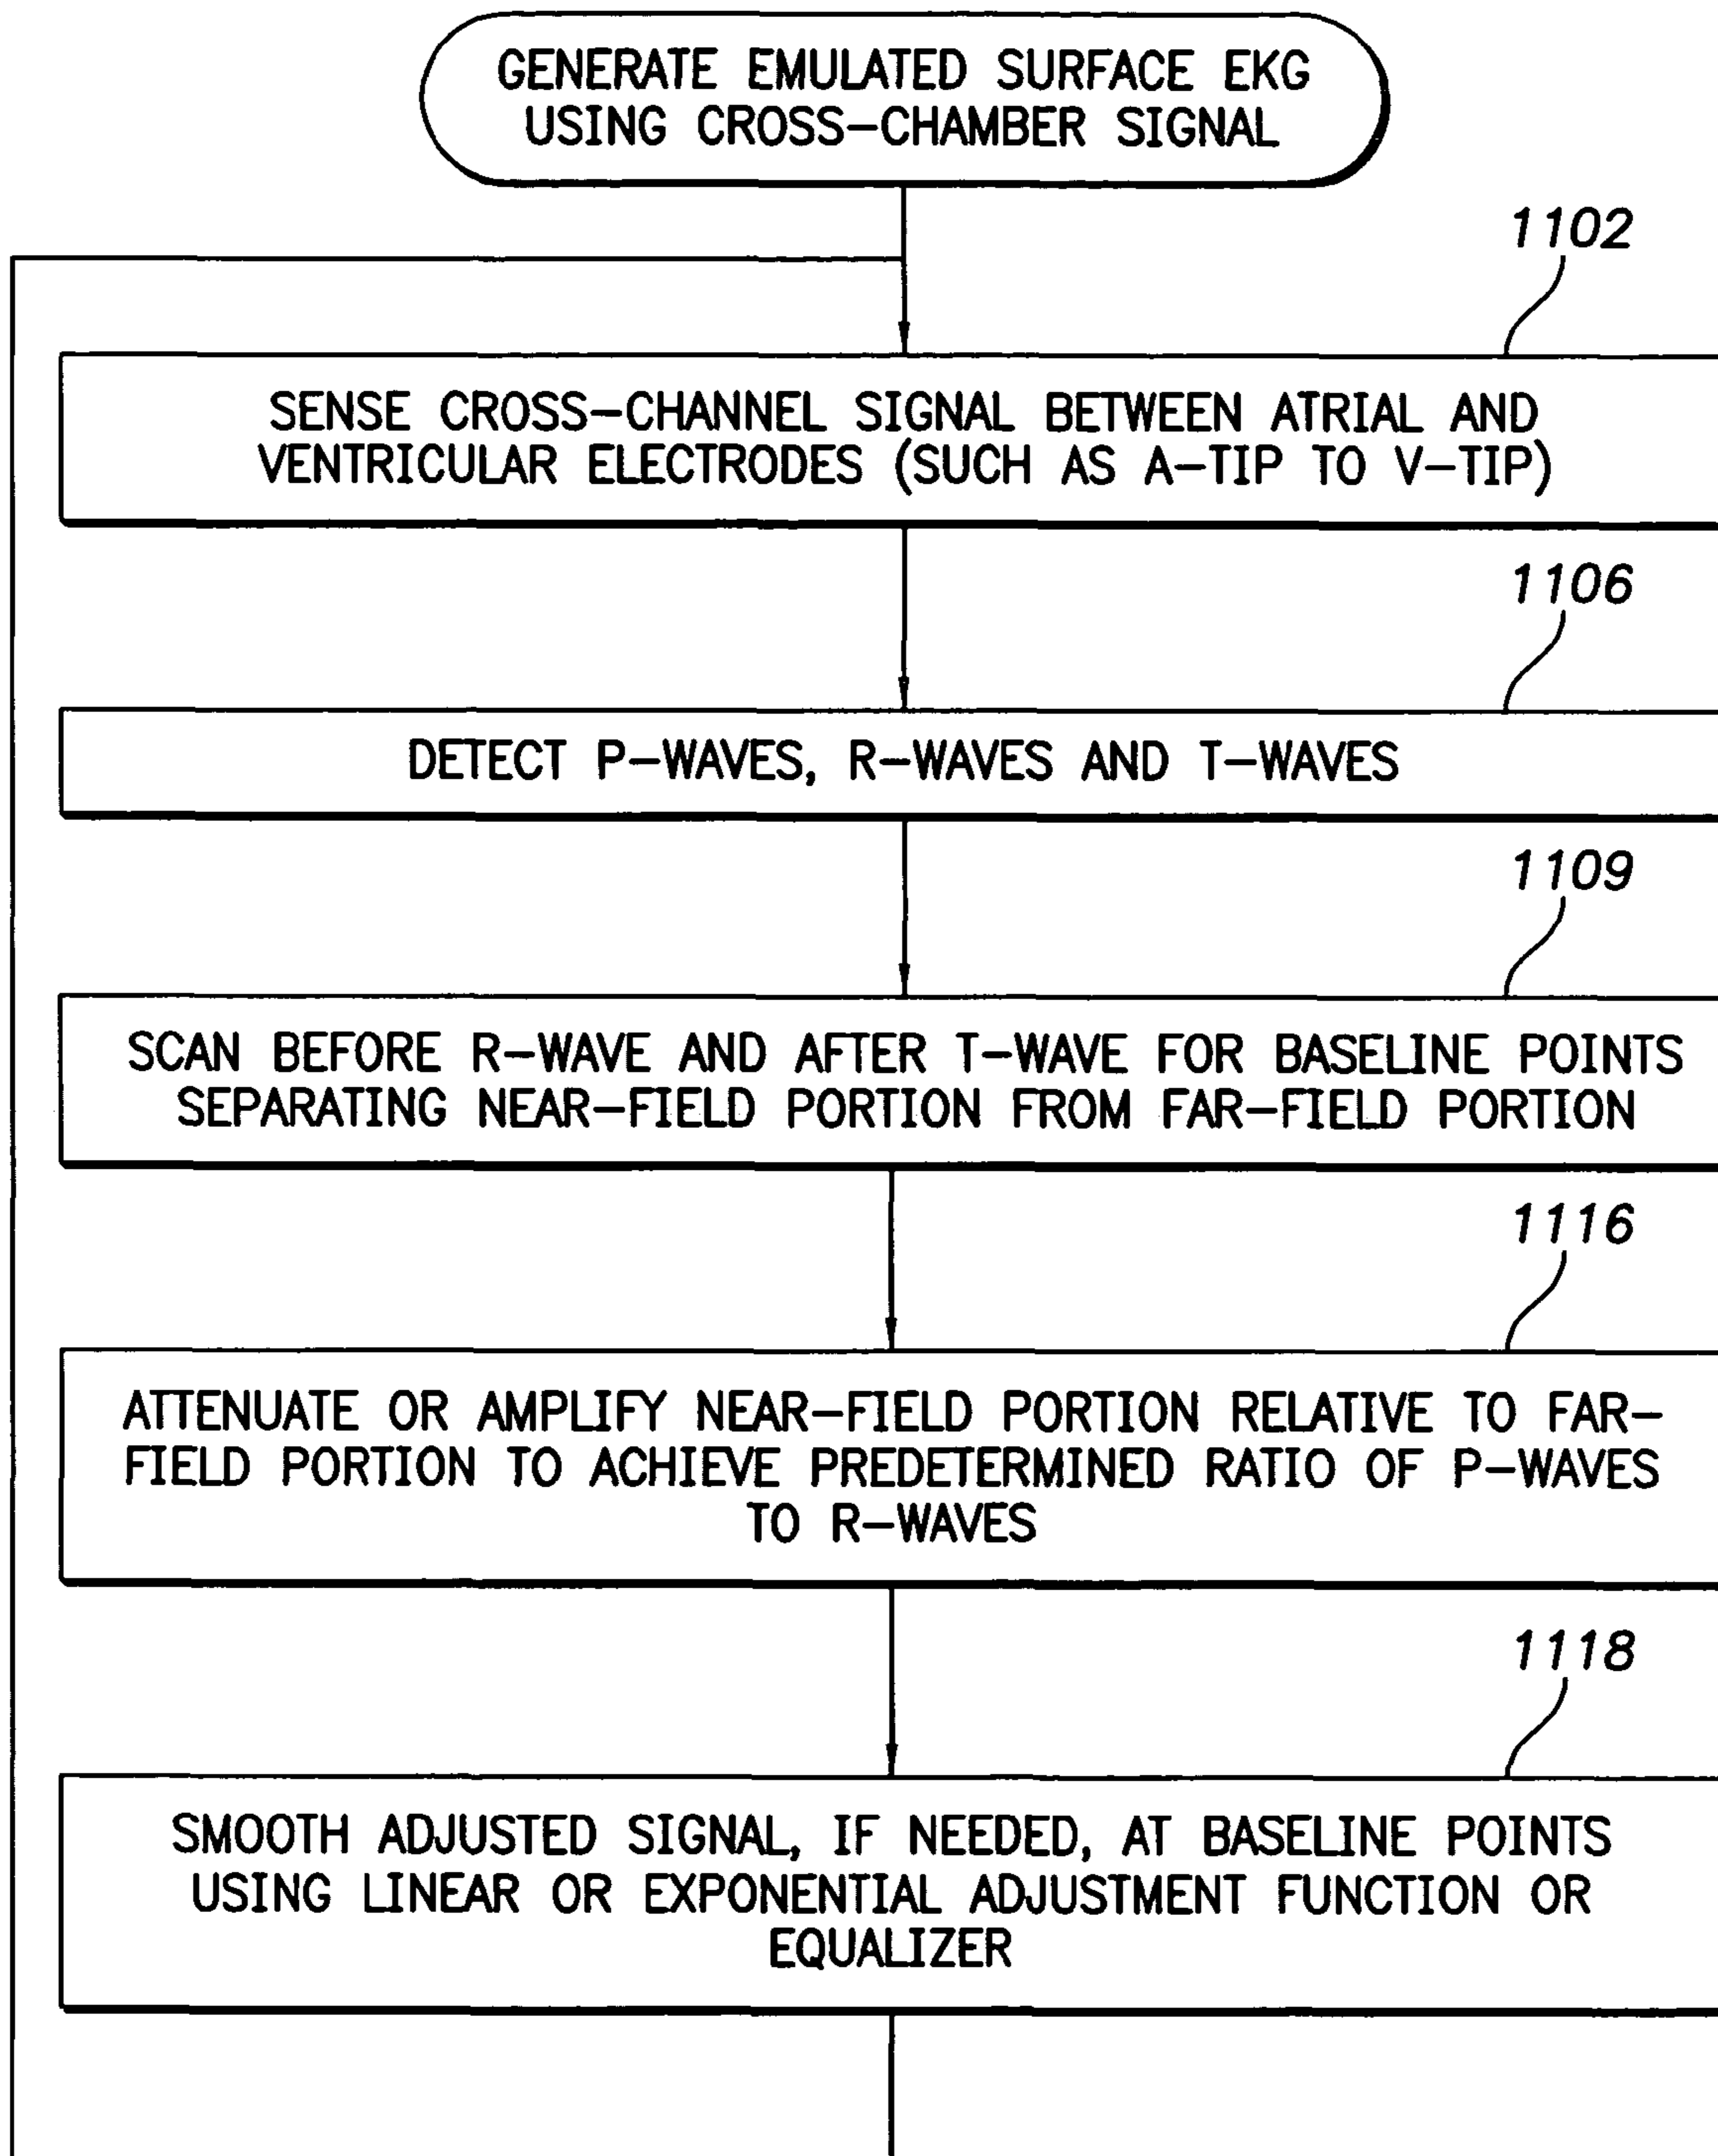 GENERATE EMULATED SURFACE EKG
USING CROSS-CHAMBER SIGNAL
1102
SENSE CROSS-CHANNEL SIGNAL BETWEEN ATRIAL AND
VENTRICULAR ELECTRODES (SUCH AS A-TIP TO V-TIP)
1106
DETECT P-WAVES, R-WAVES AND T-WAVES
1109
SCAN BEFORE R-WAVE AND AFTER T-WAVE FOR BASELINE POINTS
SEPARATING NEAR-FIELD PORTION FROM FAR-FIELD PORTION
1116
ATTENUATE OR AMPLIFY NEAR-FIELD PORTION RELATIVE TO FAR-
FIELD PORTION TO ACHIEVE PREDETERMINED RATIO OF P-WAVES
TO R-WAVES
1118
SMOOTH ADJUSTED SIGNAL, IF NEEDED, AT BASELINE POINTS
USING LINEAR OR EXPONENTIAL ADJUSTMENT FUNCTION OR
EQUALIZER